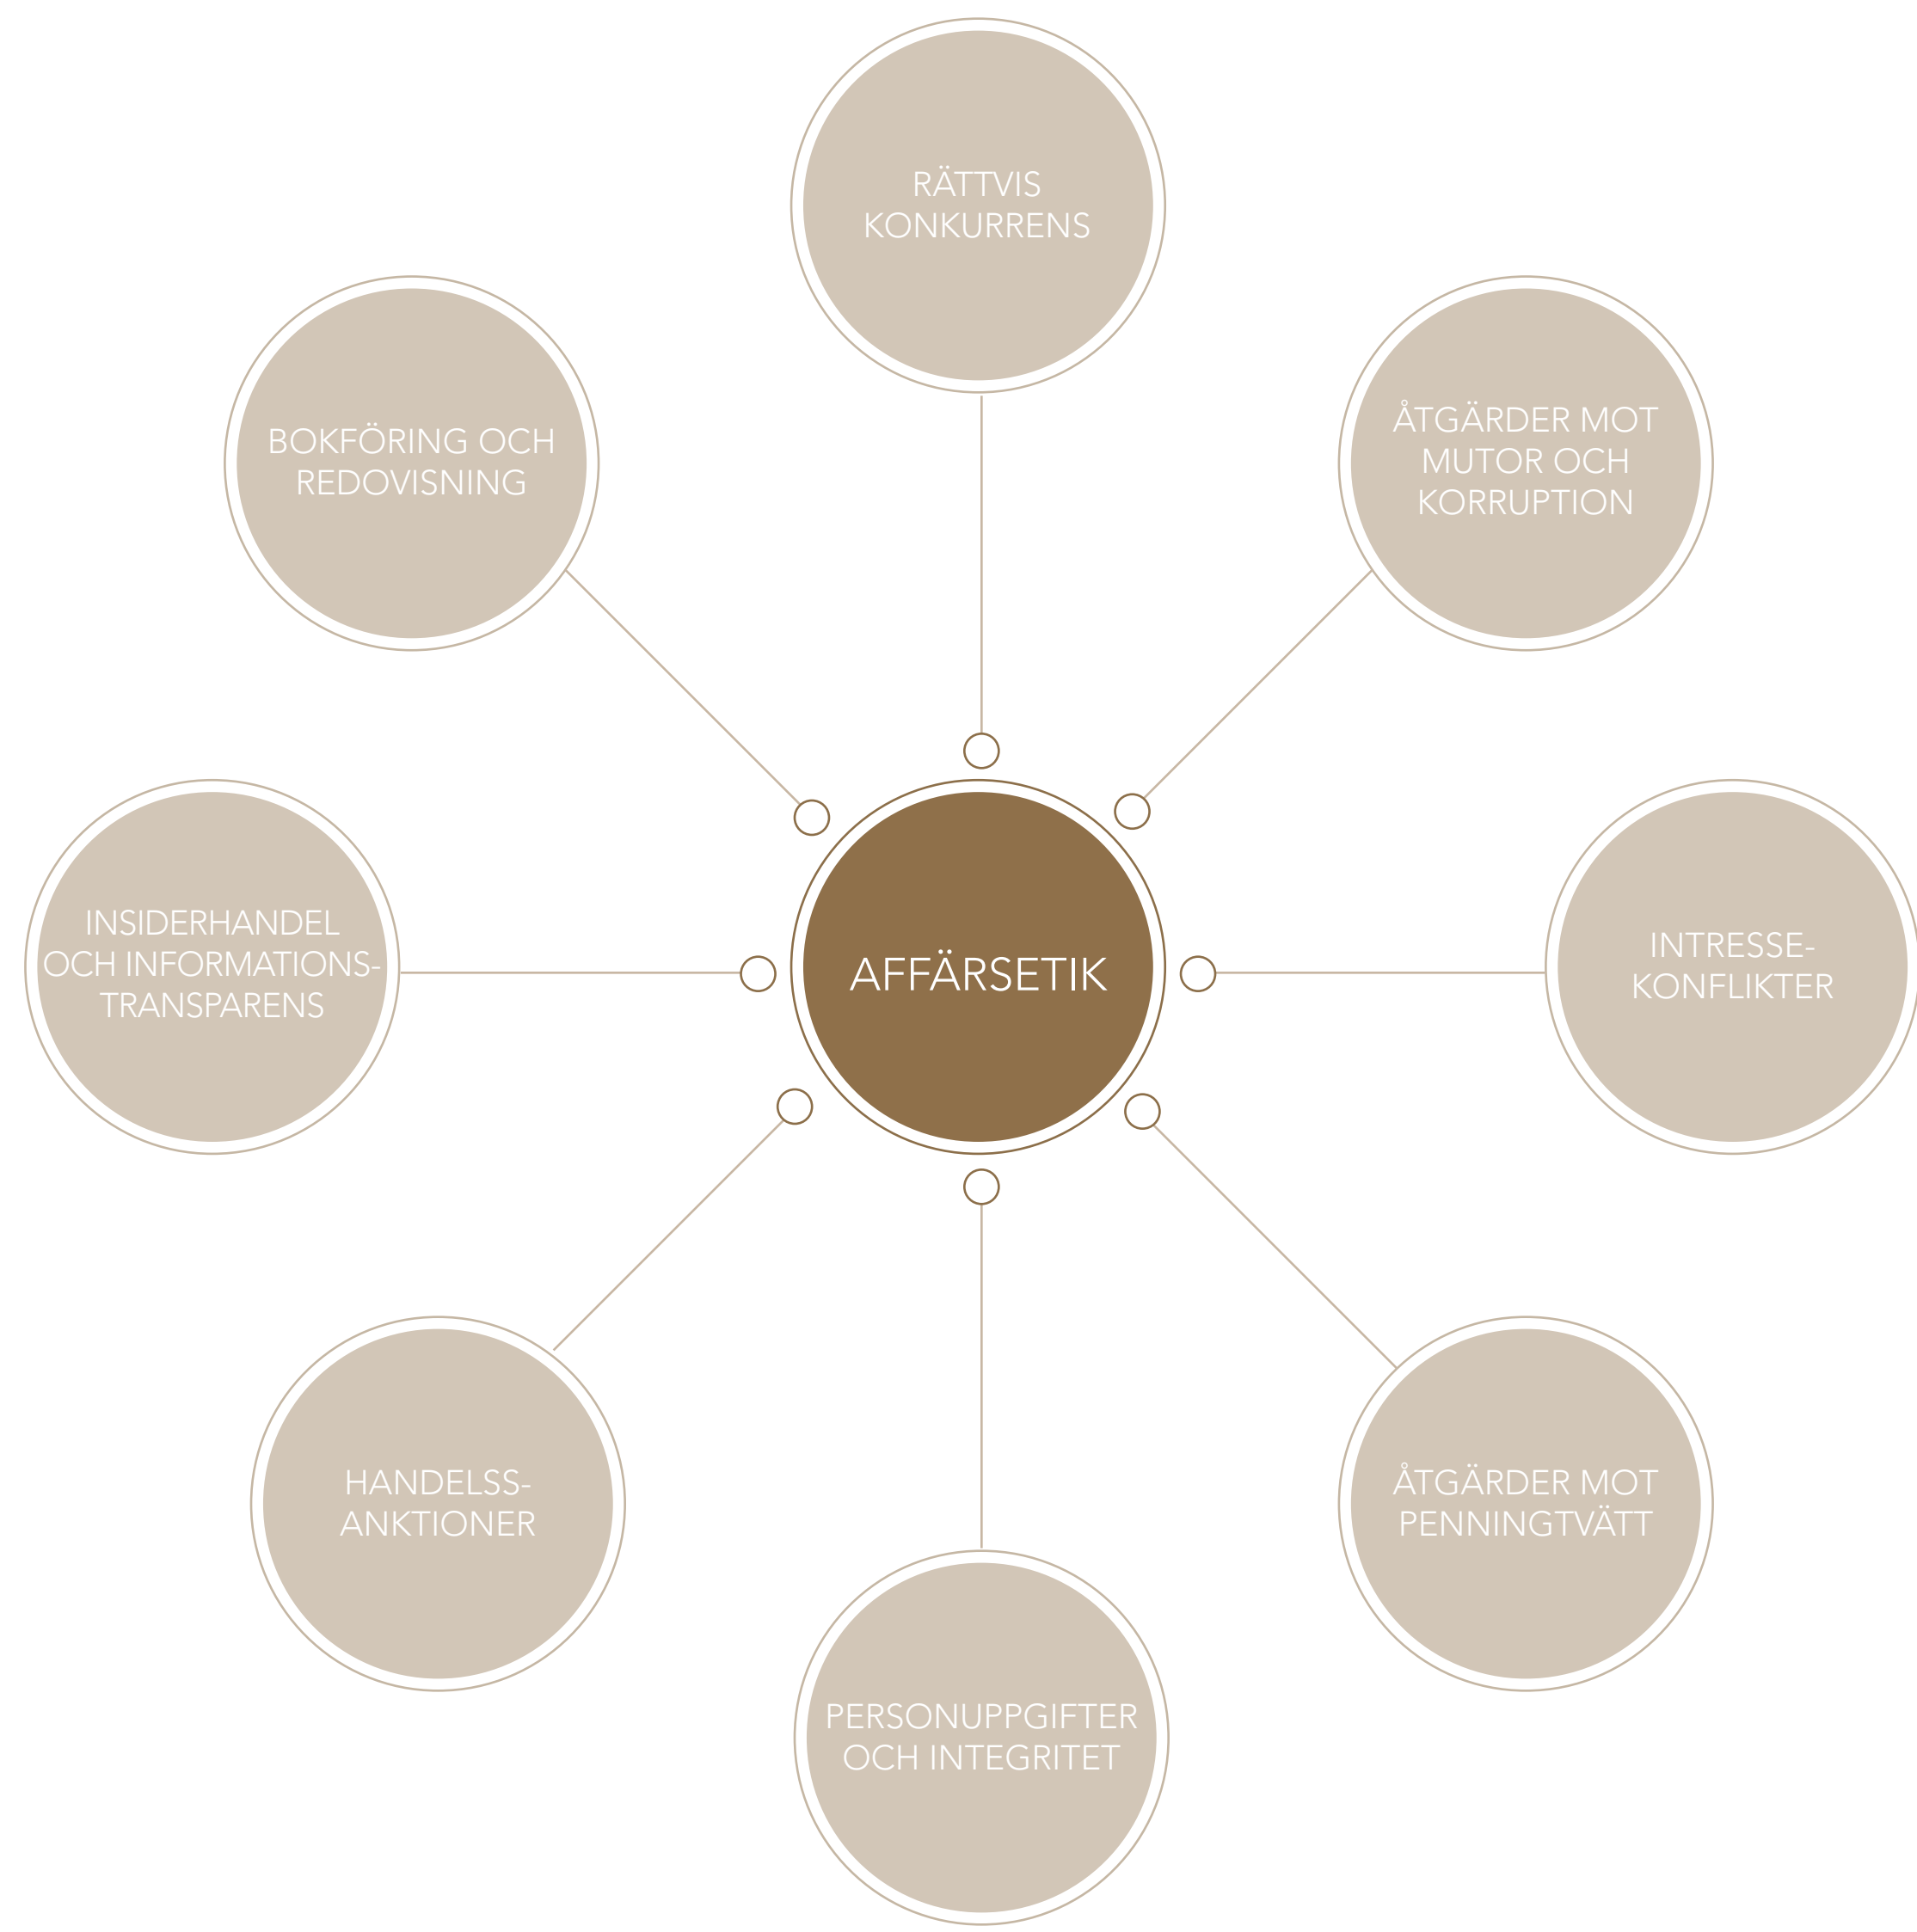 RÄTTVIS
KONKURRENS
ÅTGÄRDER MOT
MUTOR OCH
KORRUPTION
BOKFÖRING OCH
REDOVISNING
INSIDERHANDEL
OCH INFORMATIONS-
TRANSPARENS
AFFÄRSETIK
INTRESSE-
KONFLIKTER
HANDELSS-
ANKTIONER
ÅTGÄRDER MOT
PENNINGTVÄTT
PERSONUPPGIFTER
OCH INTEGRITET